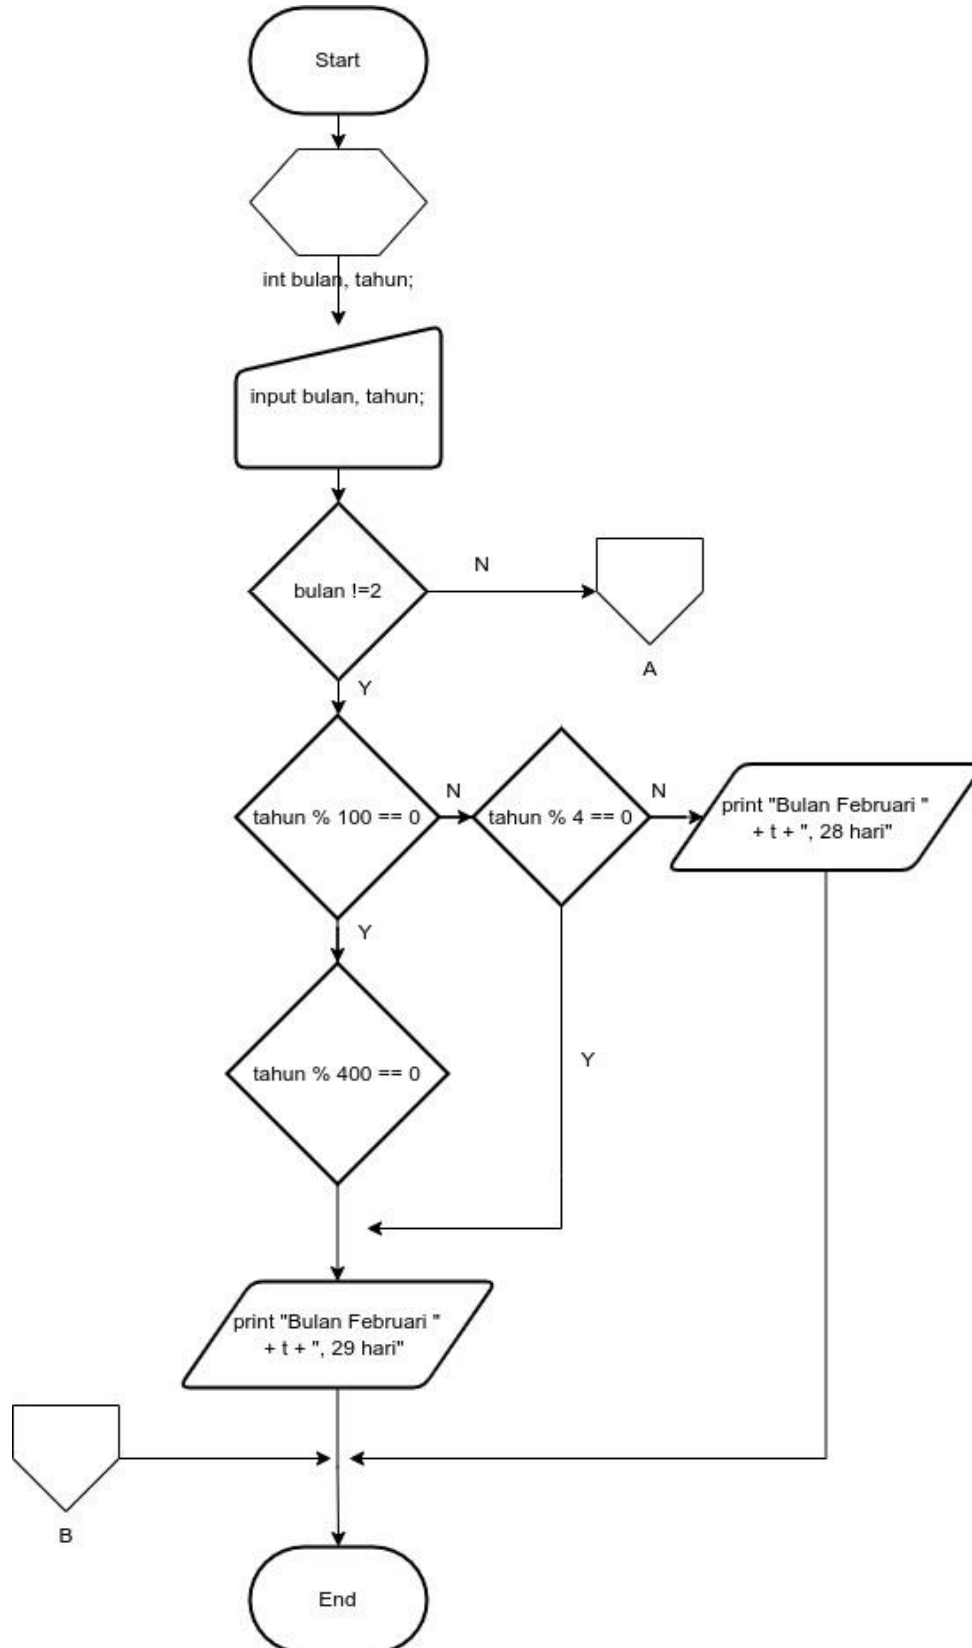 Start
int bulan, tahun;
input bulan, tahun;
bulan !=2
N
A
Y
tahun % 100 == 0
N
tahun % 4 == 0
N
print "Bulan Februari "
+ t + ", 28 hari"
Y
tahun % 400 == 0
Y
print "Bulan Februari "
+ t + ", 29 hari"
B
End